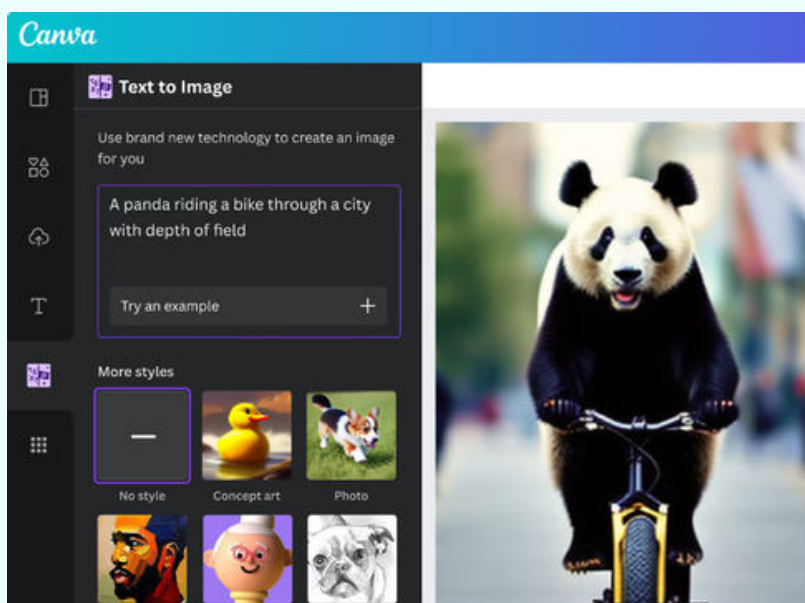 Canva
Text to Image
Use brand new technology to create an image
for you
A panda riding a bike through a city
with depth of field
Try an example
More styles
No style
Concept art
Photo